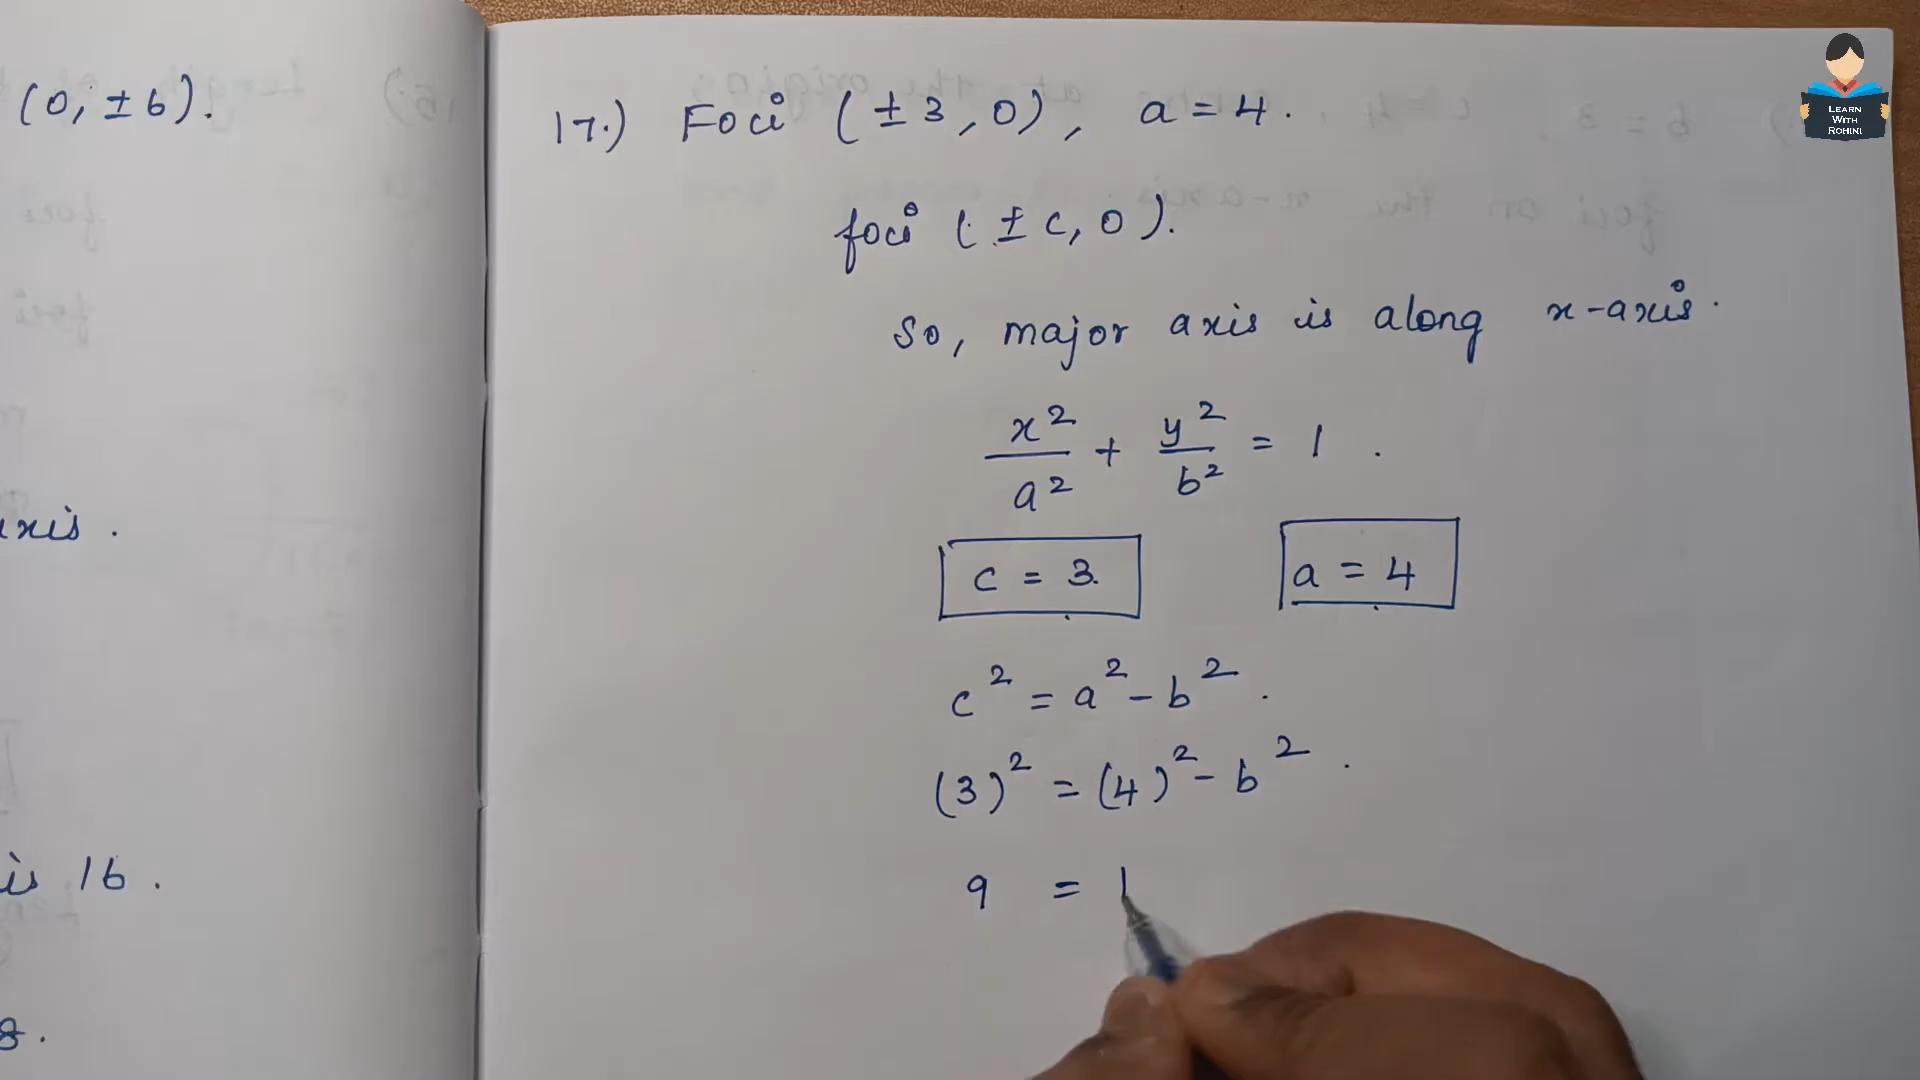 (0, ±6).
axis.
is 16.
8.
17.) Foci (±3, 0), a = 4.
foci (±c, 0).
So, major axis is along x-axis.
x²/a² + y²/b² = 1.
c = 3. a = 4
c² = a² - b².
(3)² = (4)² - b².
9 = 1
LEARN
WITH
ROHINI